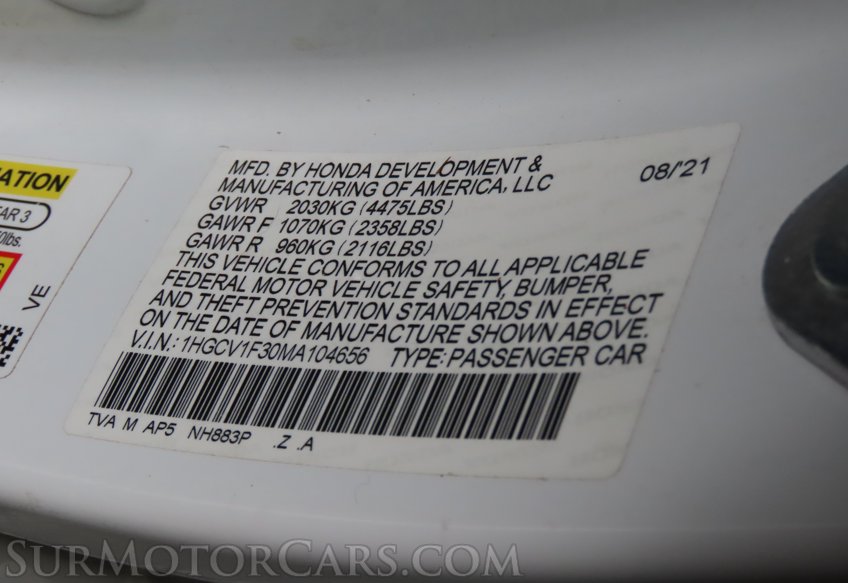 MFD. BY HONDA DEVELOPMENT &
MANUFACTURING OF AMERICA, LLC
08/'21
GVWR 2030KG (4475LBS)
GAWR F 1070KG (2358LBS)
GAWR R 960KG (2116LBS)
THIS VEHICLE CONFORMS TO ALL APPLICABLE
FEDERAL MOTOR VEHICLE SAFETY, BUMPER,
AND THEFT PREVENTION STANDARDS IN EFFECT
ON THE DATE OF MANUFACTURE SHOWN ABOVE.
V.I.N.: 1HGCV1F30MA104656 TYPE: PASSENGER CAR
TVA M AP5 NH883P .Z .A
VE
SURMOTORCARS.COM